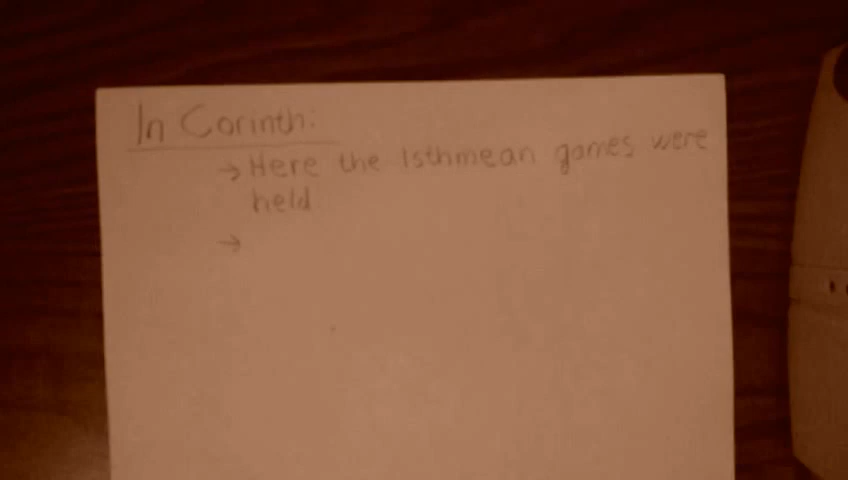 In Corinth:
→ Here the Isthmean games were
held
→